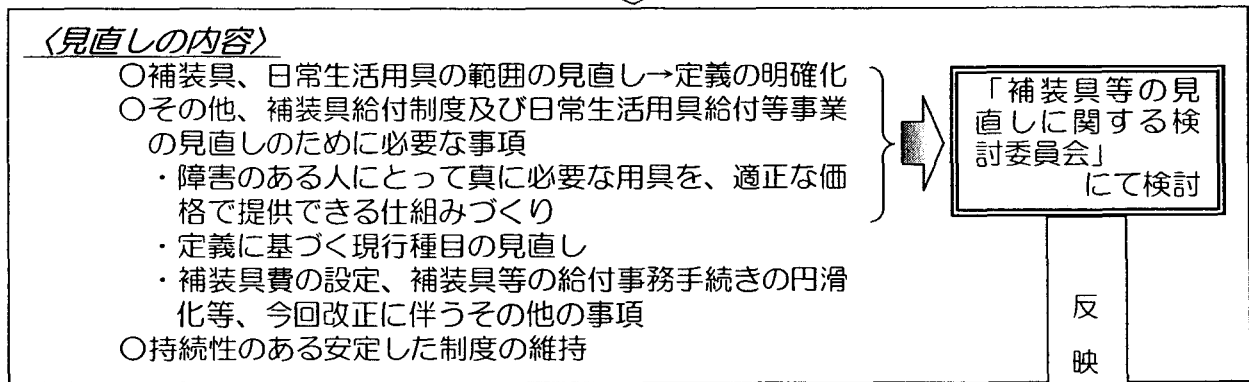 〈見直しの内容〉
○補装具、日常生活用具の範囲の見直し→定義の明確化
○その他、補装具給付制度及び日常生活用具給付等事業
の見直しのために必要な事項
・障害のある人にとって真に必要な用具を、適正な価
格で提供できる仕組みづくり
・定義に基づく現行種目の見直し
・補装具費の設定、補装具等の給付事務手続きの円滑
化等、今回改正に伴うその他の事項
○持続性のある安定した制度の維持
「補装具等の見
直しに関する検
討委員会」
にて検討
反
映